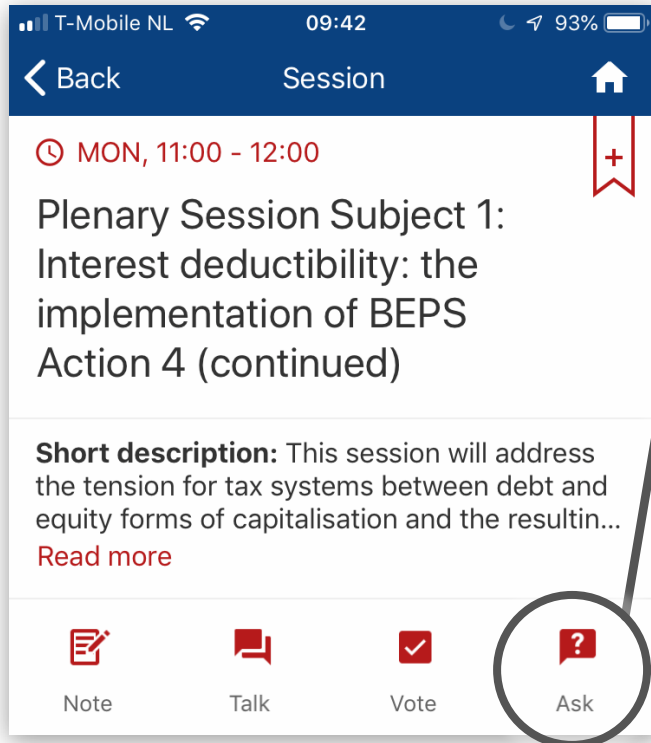 T-Mobile NL 09:42 93%
Back Session
MON, 11:00 - 12:00
+
Plenary Session Subject 1:
Interest deductibility: the
implementation of BEPS
Action 4 (continued)
Short description: This session will address
the tension for tax systems between debt and
equity forms of capitalisation and the resultin...
Read more
?
Note Talk Vote Ask